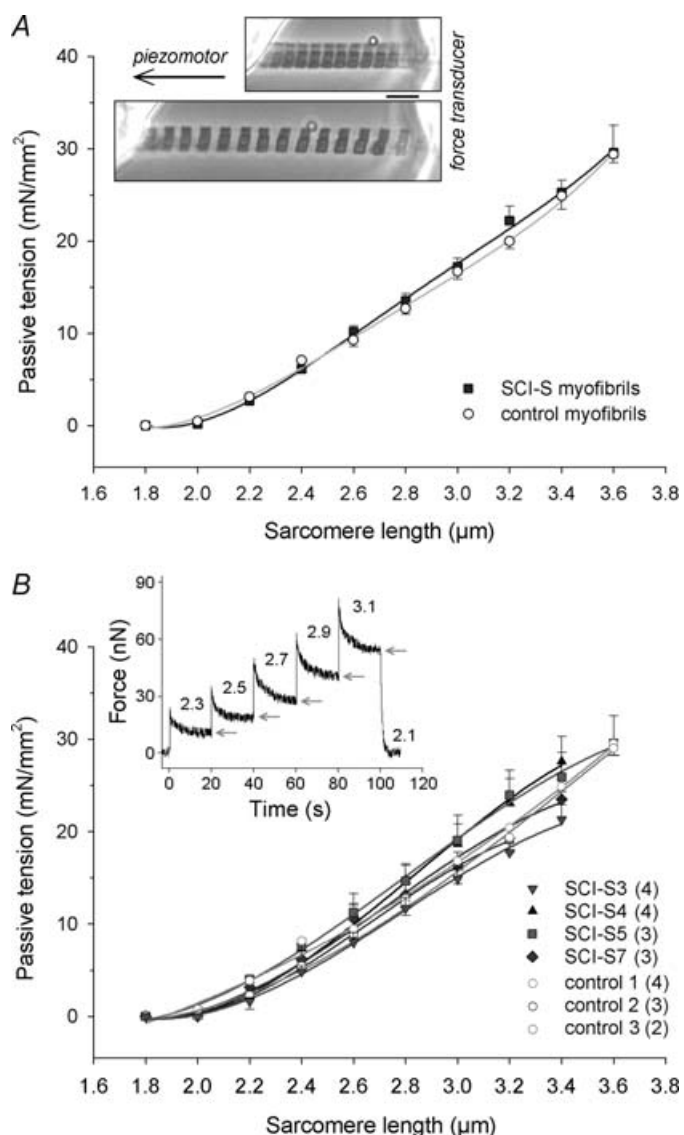 A
piezomotor
force transducer
40
30
20
10
0
Passive tension (mN/mm²)
SCI-S myofibrils
control myofibrils
1.6 1.8 2.0 2.2 2.4 2.6 2.8 3.0 3.2 3.4 3.6 3.8
Sarcomere length (µm)
B
90
60
30
0
Force (nN)
2.3
2.5
2.7
2.9
3.1
2.1
0 20 40 60 80 100 120
Time (s)
40
30
20
10
0
Passive tension (mN/mm²)
SCI-S3 (4)
SCI-S4 (4)
SCI-S5 (3)
SCI-S7 (3)
control 1 (4)
control 2 (3)
control 3 (2)
1.6 1.8 2.0 2.2 2.4 2.6 2.8 3.0 3.2 3.4 3.6 3.8
Sarcomere length (µm)